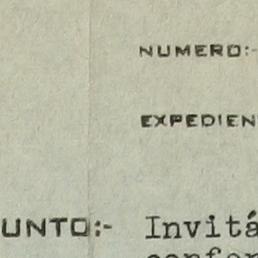 NUMERO:-
EXPEDIEN
UNTO:- Invitá